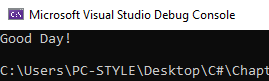 Microsoft Visual Studio Debug Console
Good Day!
C:\Users\PC-STYLE\Desktop\C#\Chapt